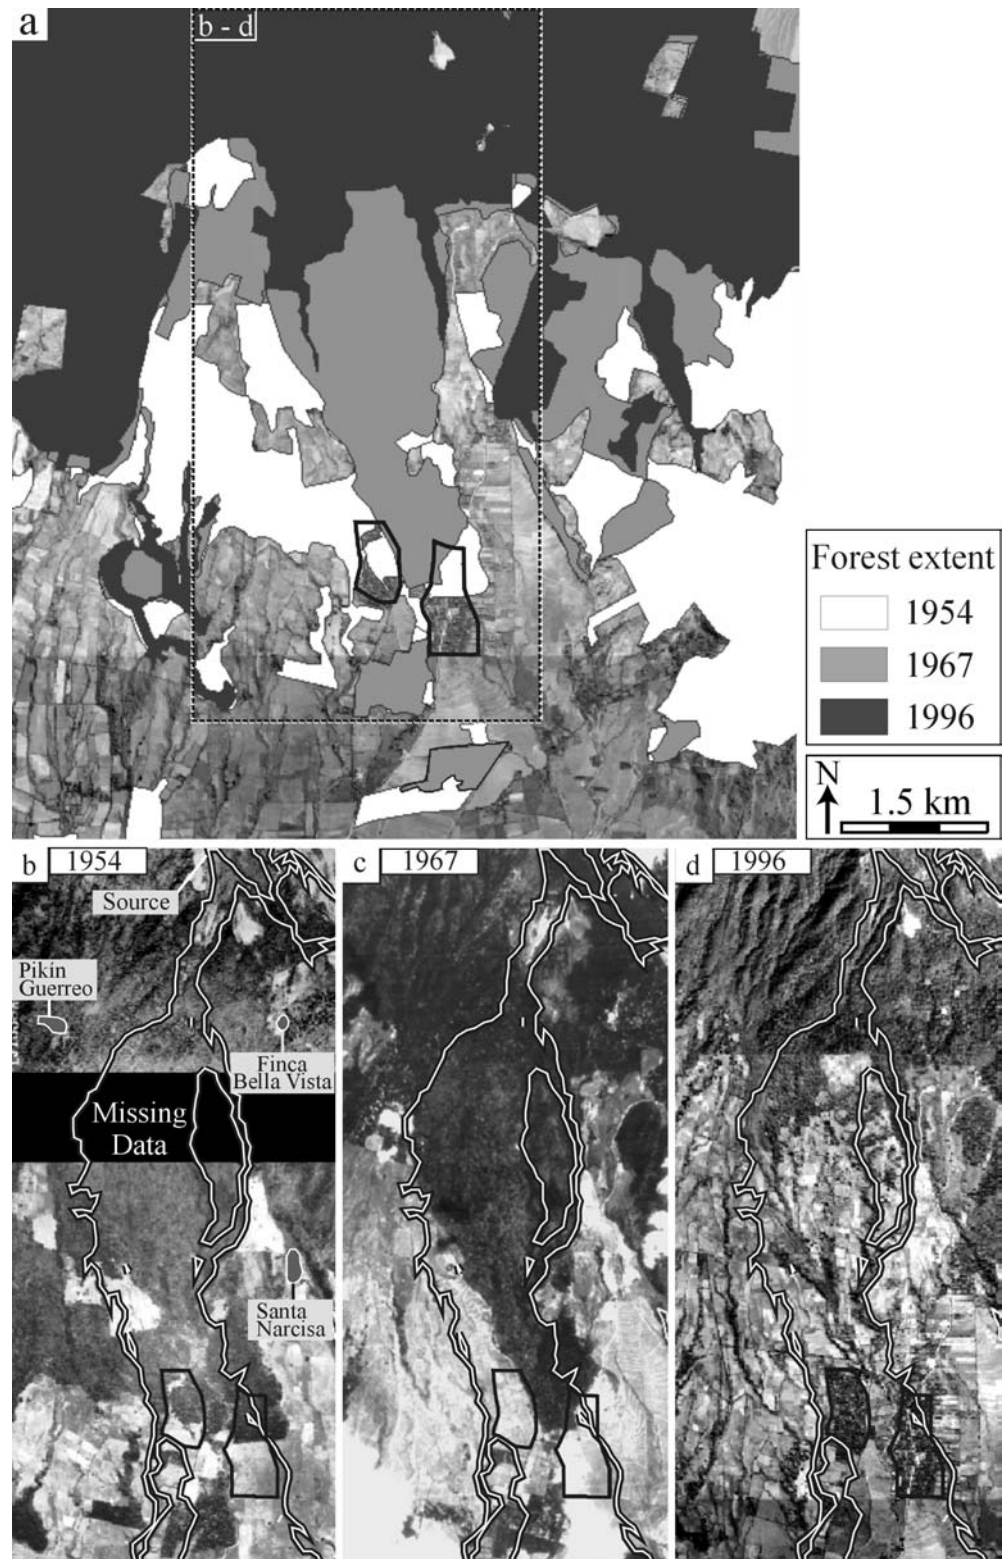 a
b - d
Forest extent
1954
1967
1996
N
1.5 km
b
1954
Source
Pikín
Guerreo
Finca
Bella Vista
Missing
Data
Santa
Narcisa
c
1967
d
1996